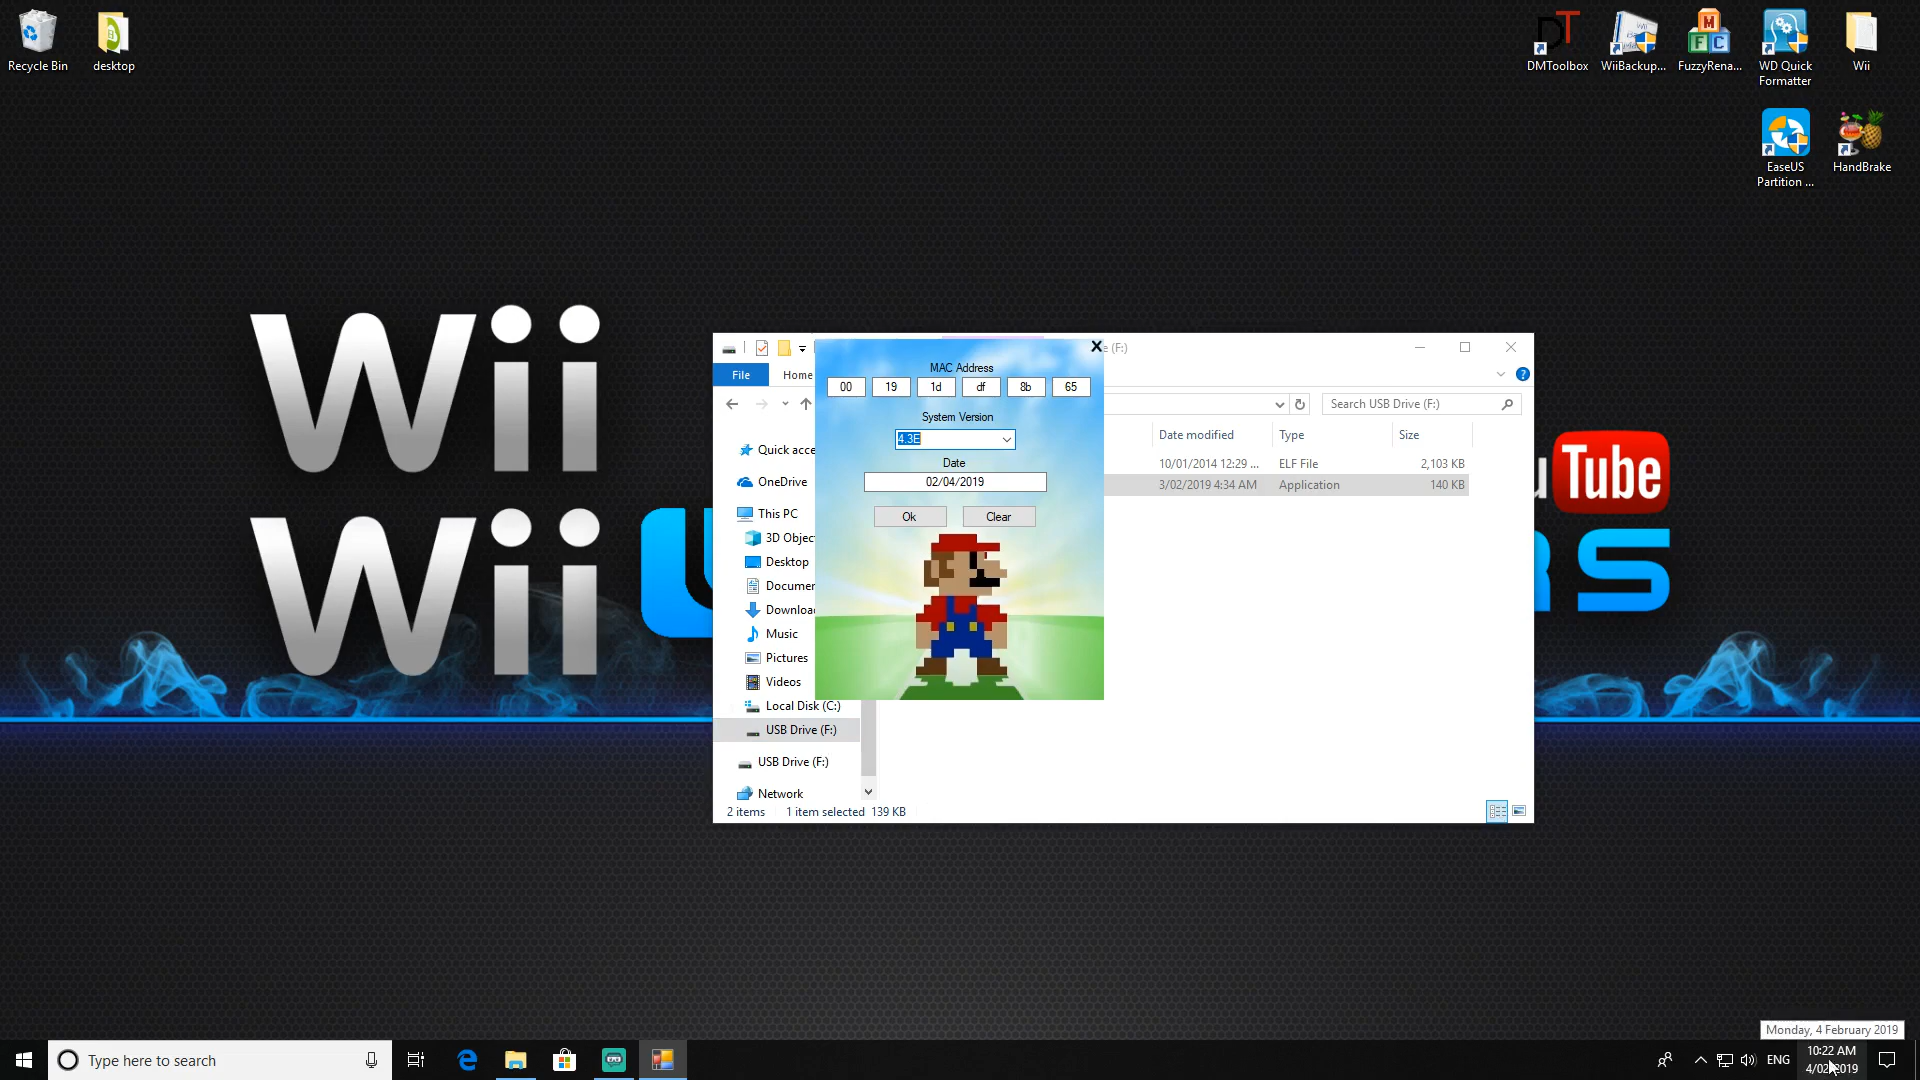 Recycle Bin
desktop
DMToolbox
WiiBackup...
FuzzyRena...
WD Quick
Formatter
Wii
EaseUS
Partition ...
HandBrake
Wii
Wii
Tube
RS
(F:)
File
Home
MAC Address
00 19 1d df 8b 65
System Version
4.3E
Date
02/04/2019
Ok
Clear
Search USB Drive (F:)
Date modified
Type
Size
10/01/2014 12:29 ...
ELF File
2,103 KB
3/02/2019 4:34 AM
Application
140 KB
Quick acce
OneDrive
This PC
3D Objec
Desktop
Documer
Downloa
Music
Pictures
Videos
Local Disk (C:)
USB Drive (F:)
USB Drive (F:)
Network
2 items
1 item selected 139 KB
Monday, 4 February 2019
Type here to search
ENG
10:22 AM
4/02/2019